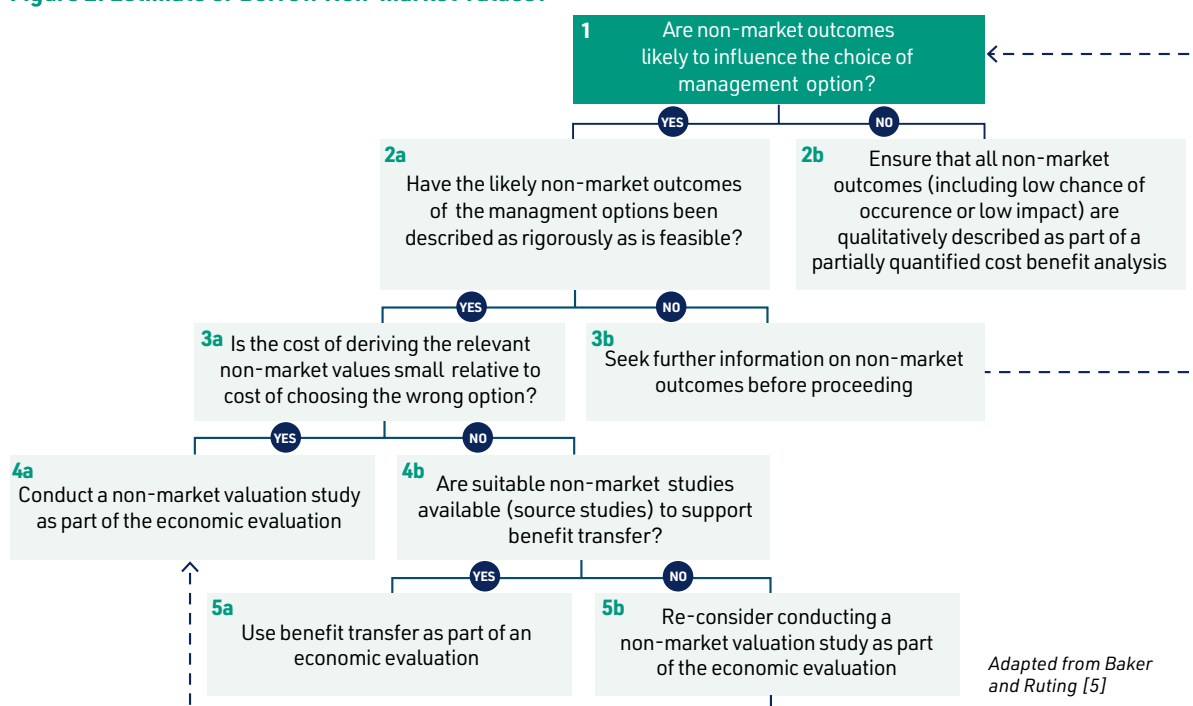 1
Are non-market outcomes
likely to influence the choice of
management option?
YES
NO
2a
Have the likely non-market outcomes
of the managment options been
described as rigorously as is feasible?
2b
Ensure that all non-market
outcomes (including low chance of
occurence or low impact) are
qualitatively described as part of a
partially quantified cost benefit analysis
YES
NO
3a Is the cost of deriving the relevant
non-market values small relative to
cost of choosing the wrong option?
3b
Seek further information on non-market
outcomes before proceeding
YES
NO
4a
Conduct a non-market valuation study
as part of the economic evaluation
4b
Are suitable non-market studies
available (source studies) to support
benefit transfer?
YES
NO
5a
Use benefit transfer as part of an
economic evaluation
5b
Re-consider conducting a
non-market valuation study as part
of the economic evaluation
Adapted from Baker
and Ruting [5]